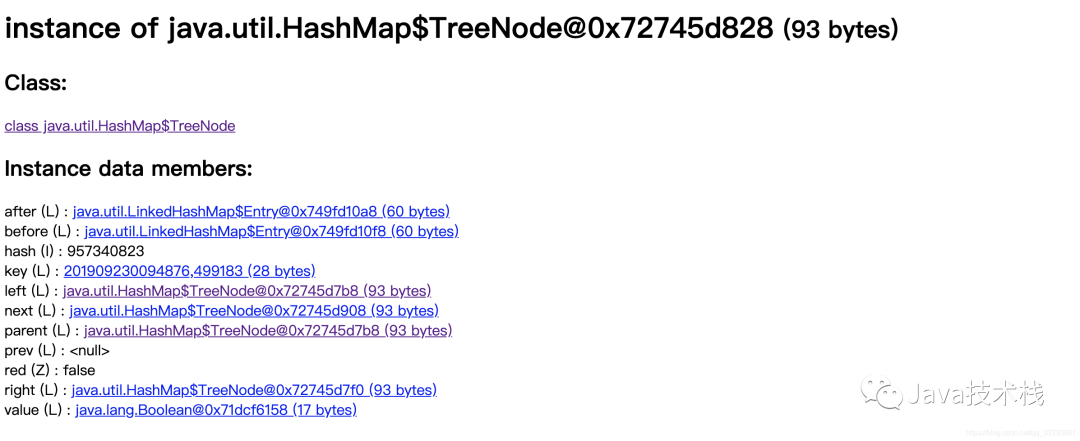 instance of java.util.HashMap$TreeNode@0x72745d828 (93 bytes)
Class:
class java.util.HashMap$TreeNode
Instance data members:
after (L) : java.util.LinkedHashMap$Entry@0x749fd10a8 (60 bytes)
before (L) : java.util.LinkedHashMap$Entry@0x749fd10f8 (60 bytes)
hash (I) : 957340823
key (L) : 201909230094876,499183 (28 bytes)
left (L) : java.util.HashMap$TreeNode@0x72745d7b8 (93 bytes)
next (L) : java.util.HashMap$TreeNode@0x72745d908 (93 bytes)
parent (L) : java.util.HashMap$TreeNode@0x72745d7b8 (93 bytes)
prev (L) : <null>
red (Z) : false
right (L) : java.util.HashMap$TreeNode@0x72745d7f0 (93 bytes)
value (L) : java.lang.Boolean@0x71dcf6158 (17 bytes)
Java技术栈